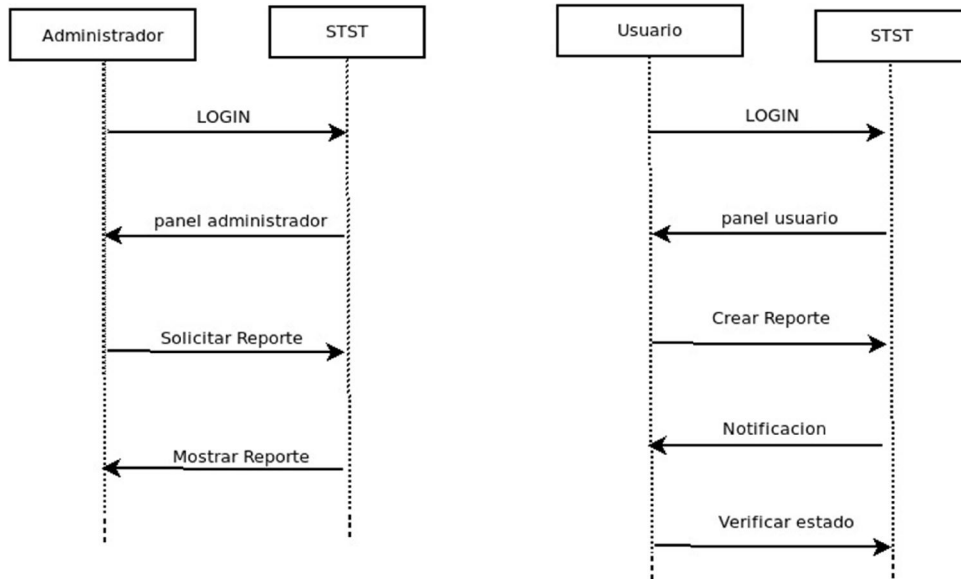 Administrador
STST
LOGIN
panel administrador
Solicitar Reporte
Mostrar Reporte
Usuario
STST
LOGIN
panel usuario
Crear Reporte
Notificacion
Verificar estado